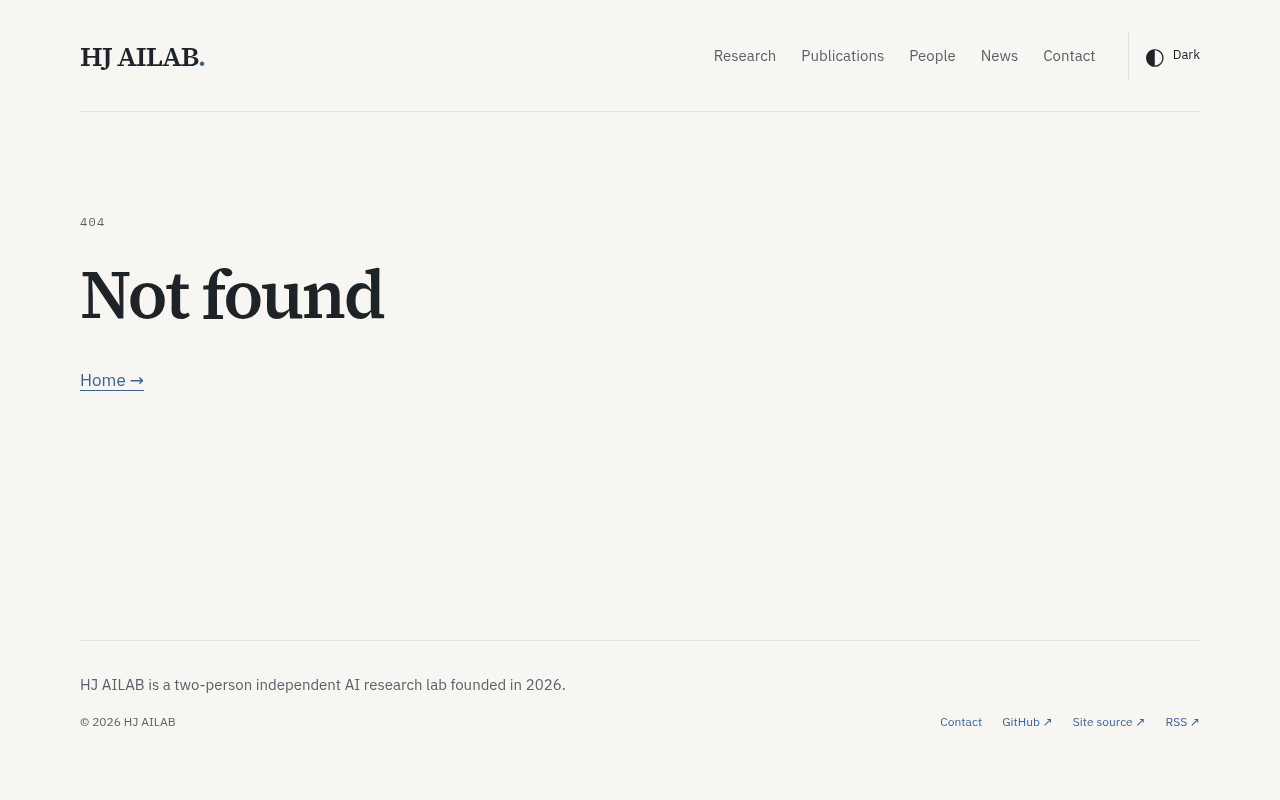 HJ AILAB.
Research Publications People News Contact Dark
404
Not found
Home →
HJ AILAB is a two-person independent AI research lab founded in 2026.
© 2026 HJ AILAB
Contact GitHub ↗ Site source ↗ RSS ↗